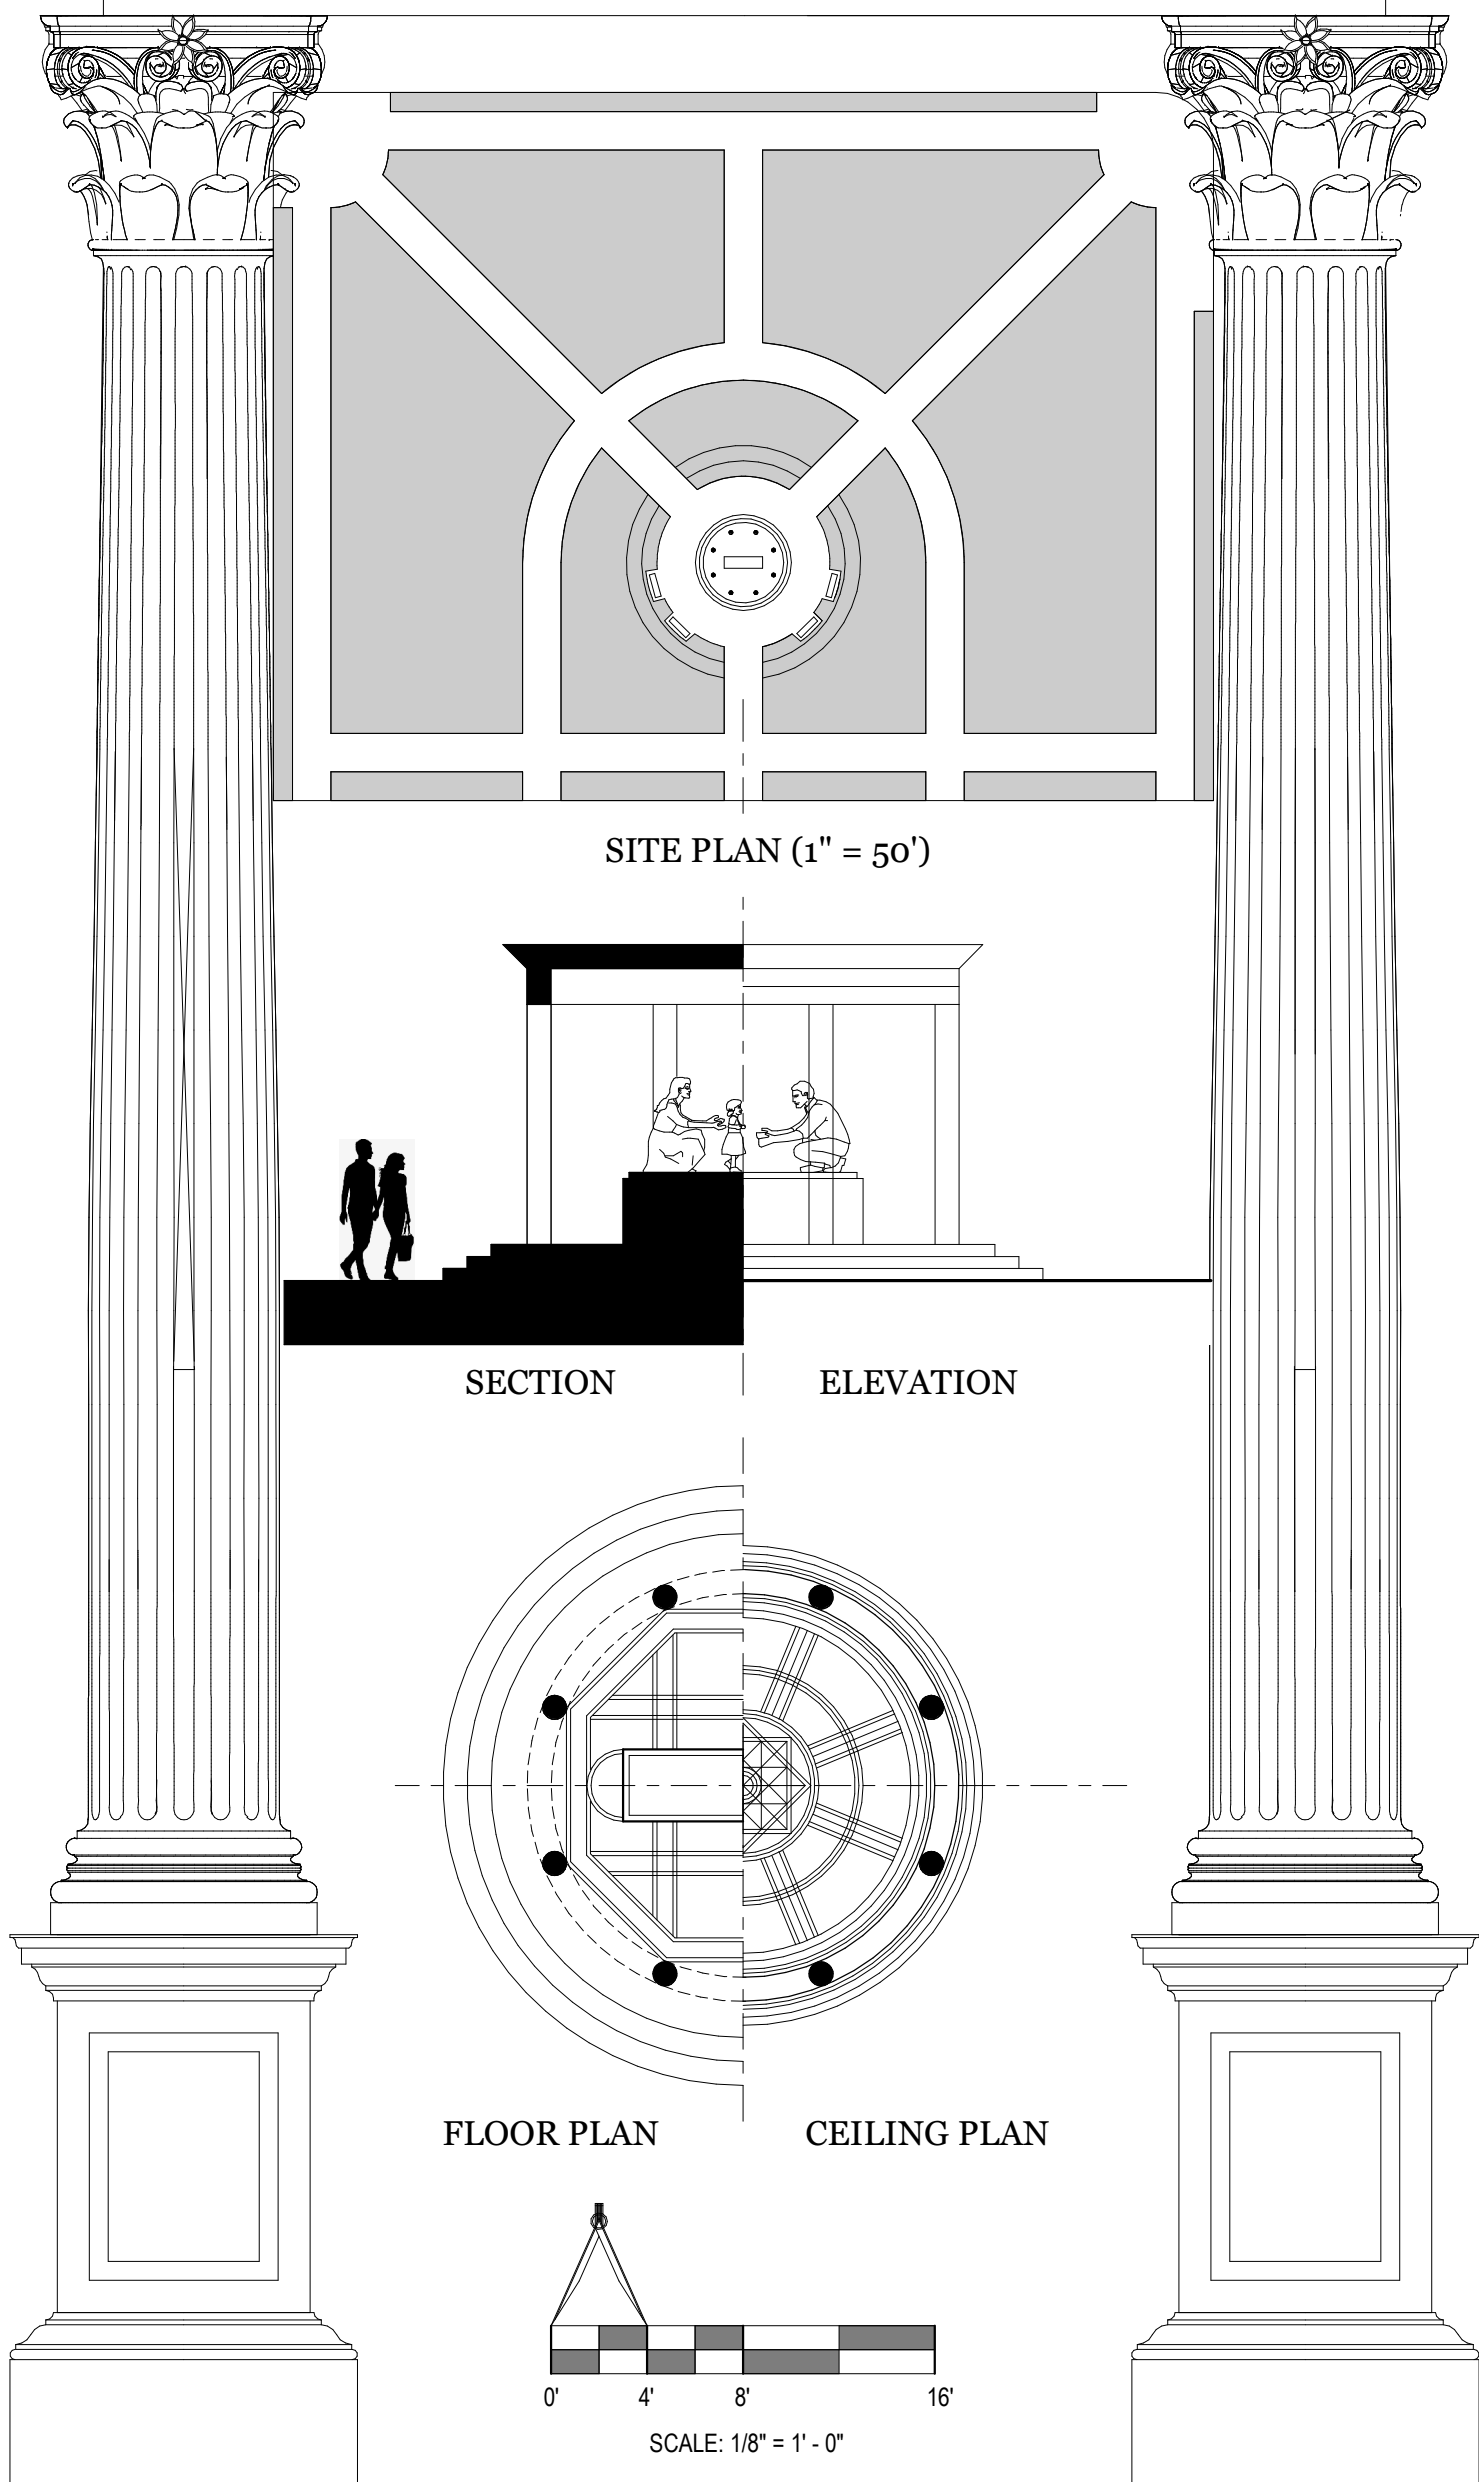 SITE PLAN (1" = 50')
SECTION ELEVATION
FLOOR PLAN CEILING PLAN
0' 4' 8' 16'
SCALE: 1/8" = 1' - 0"